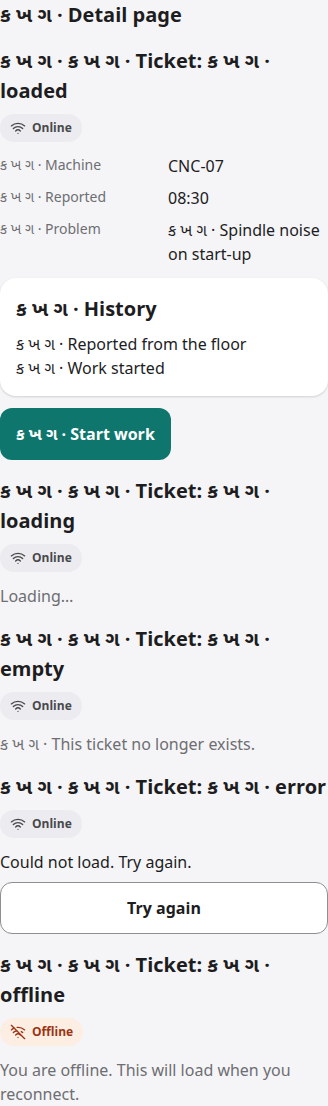 ક ખ ગ · Detail page
ક ખ ગ · ક ખ ગ · Ticket: ક ખ ગ ·
loaded
Online
ક ખ ગ · Machine
CNC-07
ક ખ ગ · Reported
08:30
ક ખ ગ · Problem
ક ખ ગ · Spindle noise
on start-up
ક ખ ગ · History
ક ખ ગ · Reported from the floor
ક ખ ગ · Work started
ક ખ ગ · Start work
ક ખ ગ · ક ખ ગ · Ticket: ક ખ ગ ·
loading
Online
Loading...
ક ખ ગ · ક ખ ગ · Ticket: ક ખ ગ ·
empty
Online
ક ખ ગ · This ticket no longer exists.
ક ખ ગ · ક ખ ગ · Ticket: ક ખ ગ · error
Online
Could not load. Try again.
Try again
ક ખ ગ · ક ખ ગ · Ticket: ક ખ ગ ·
offline
Offline
You are offline. This will load when you
reconnect.